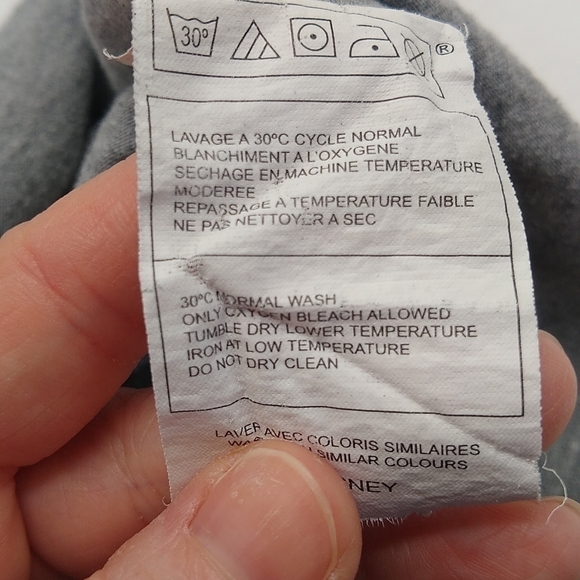 30°
®
LAVAGE A 30°C CYCLE NORMAL
BLANCHIMENT A L'OXYGENE
SECHAGE EN MACHINE TEMPERATURE
MODEREE
REPASSAGE A TEMPERATURE FAIBLE
NE PAS NETTOYER A SEC
30°C NORMAL WASH
ONLY OXYGEN BLEACH ALLOWED
TUMBLE DRY LOWER TEMPERATURE
IRON AT LOW TEMPERATURE
DO NOT DRY CLEAN
LAVER AVEC COLORIS SIMILAIRES
SIMILAR COLOURS